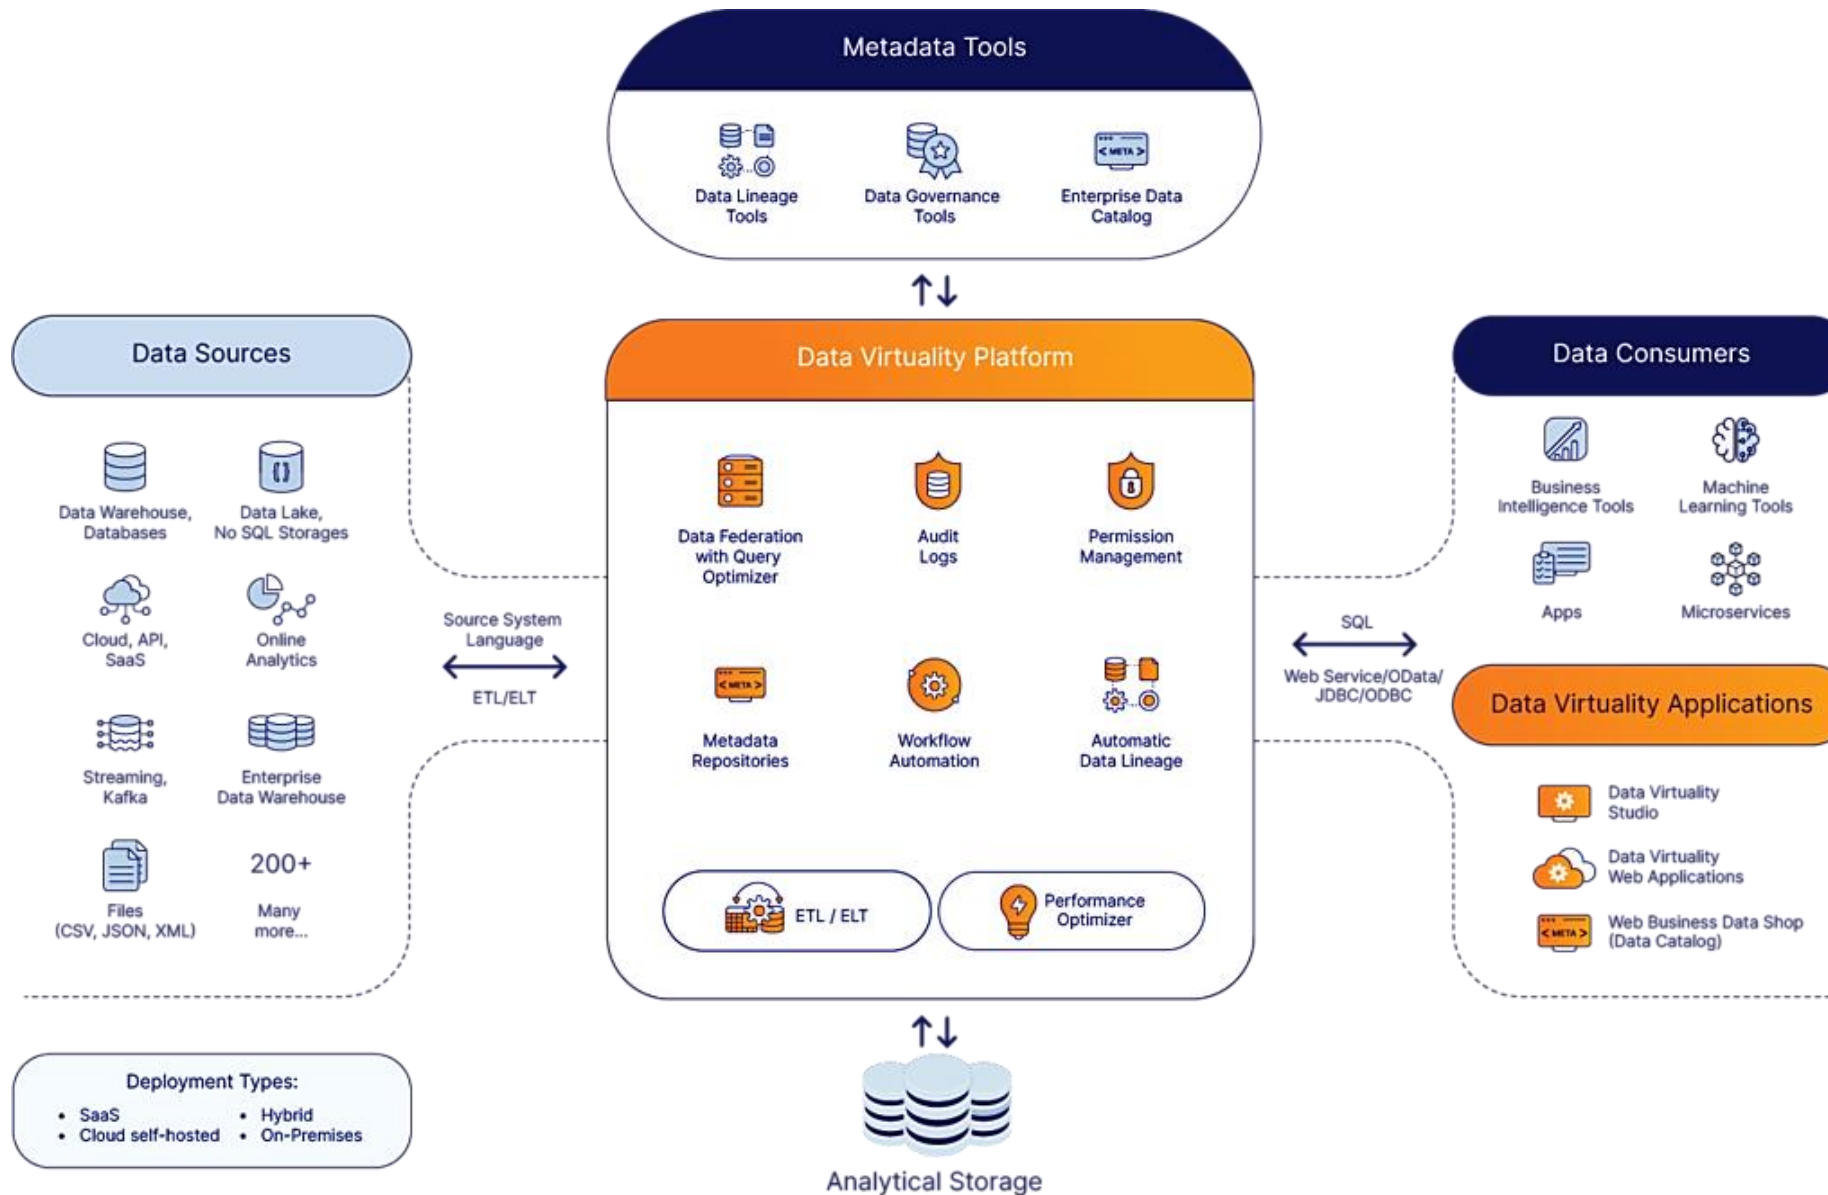 Metadata Tools
< META >
Data Lineage
Tools
Data Governance
Tools
Enterprise Data
Catalog
Data Sources
Data Warehouse,
Databases
{}
Data Lake,
No SQL Storages
Cloud, API,
SaaS
Online
Analytics
Streaming,
Kafka
Enterprise
Data Warehouse
Files
(CSV, JSON, XML)
200+
Many
more...
Source System
Language
ETL/ELT
Data Virtuality Platform
Data Federation
with Query
Optimizer
Audit
Logs
Permission
Management
< META >
Metadata
Repositories
Workflow
Automation
Automatic
Data Lineage
ETL / ELT
Performance
Optimizer
SQL
Web Service/OData/
JDBC/ODBC
Data Consumers
Business
Intelligence Tools
Machine
Learning Tools
Apps
Microservices
Data Virtuality Applications
Data Virtuality
Studio
Data Virtuality
Web Applications
< META >
Web Business Data Shop
(Data Catalog)
Deployment Types:
• SaaS
• Cloud self-hosted
• Hybrid
• On-Premises
Analytical Storage